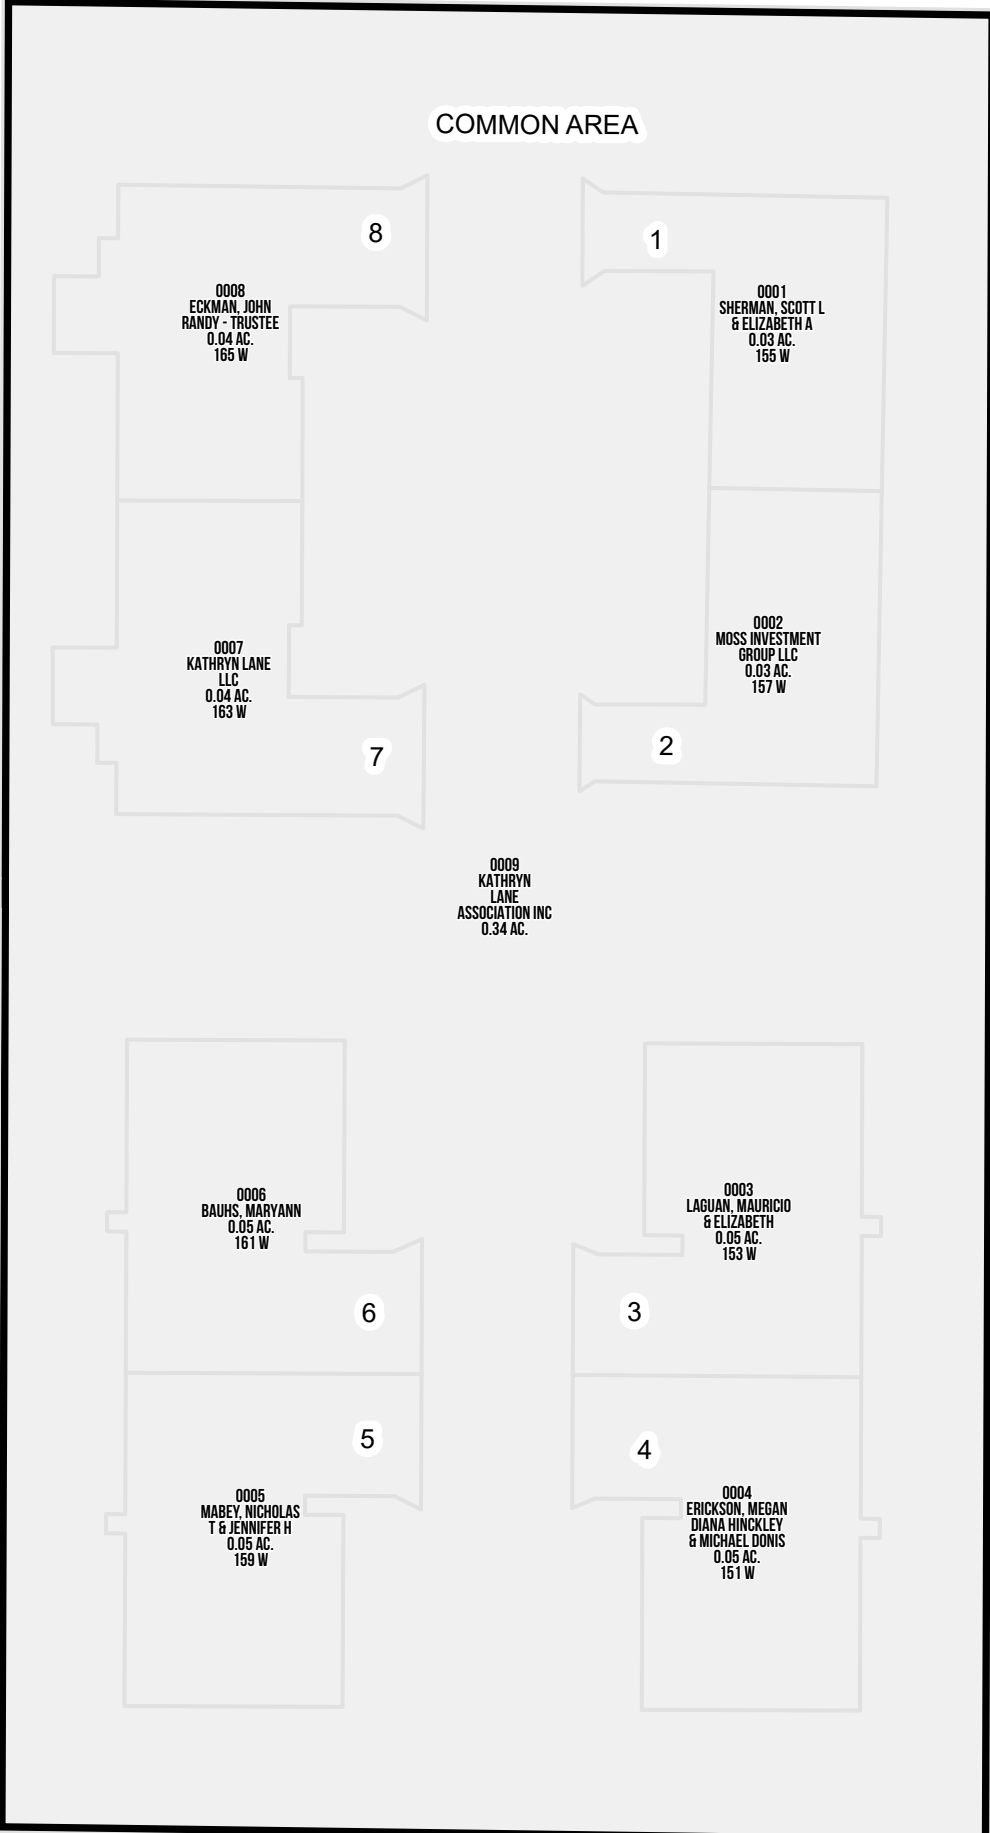 COMMON AREA
8
0008
ECKMAN, JOHN
RANDY - TRUSTEE
0.04 AC.
165 W
1
0001
SHERMAN, SCOTT L
& ELIZABETH A
0.03 AC.
155 W
0007
KATHRYN LANE
LLC
0.04 AC.
163 W
7
0002
MOSS INVESTMENT
GROUP LLC
0.03 AC.
157 W
2
0009
KATHRYN
LANE
ASSOCIATION INC
0.34 AC.
0006
BAUHS, MARYANN
0.05 AC.
161 W
6
0003
LAGUAN, MAURICIO
& ELIZABETH
0.05 AC.
153 W
3
5
0005
MABEY, NICHOLAS
T & JENNIFER H
0.05 AC.
159 W
4
0004
ERICKSON, MEGAN
DIANA HINCKLEY
& MICHAEL DONIS
0.05 AC.
151 W